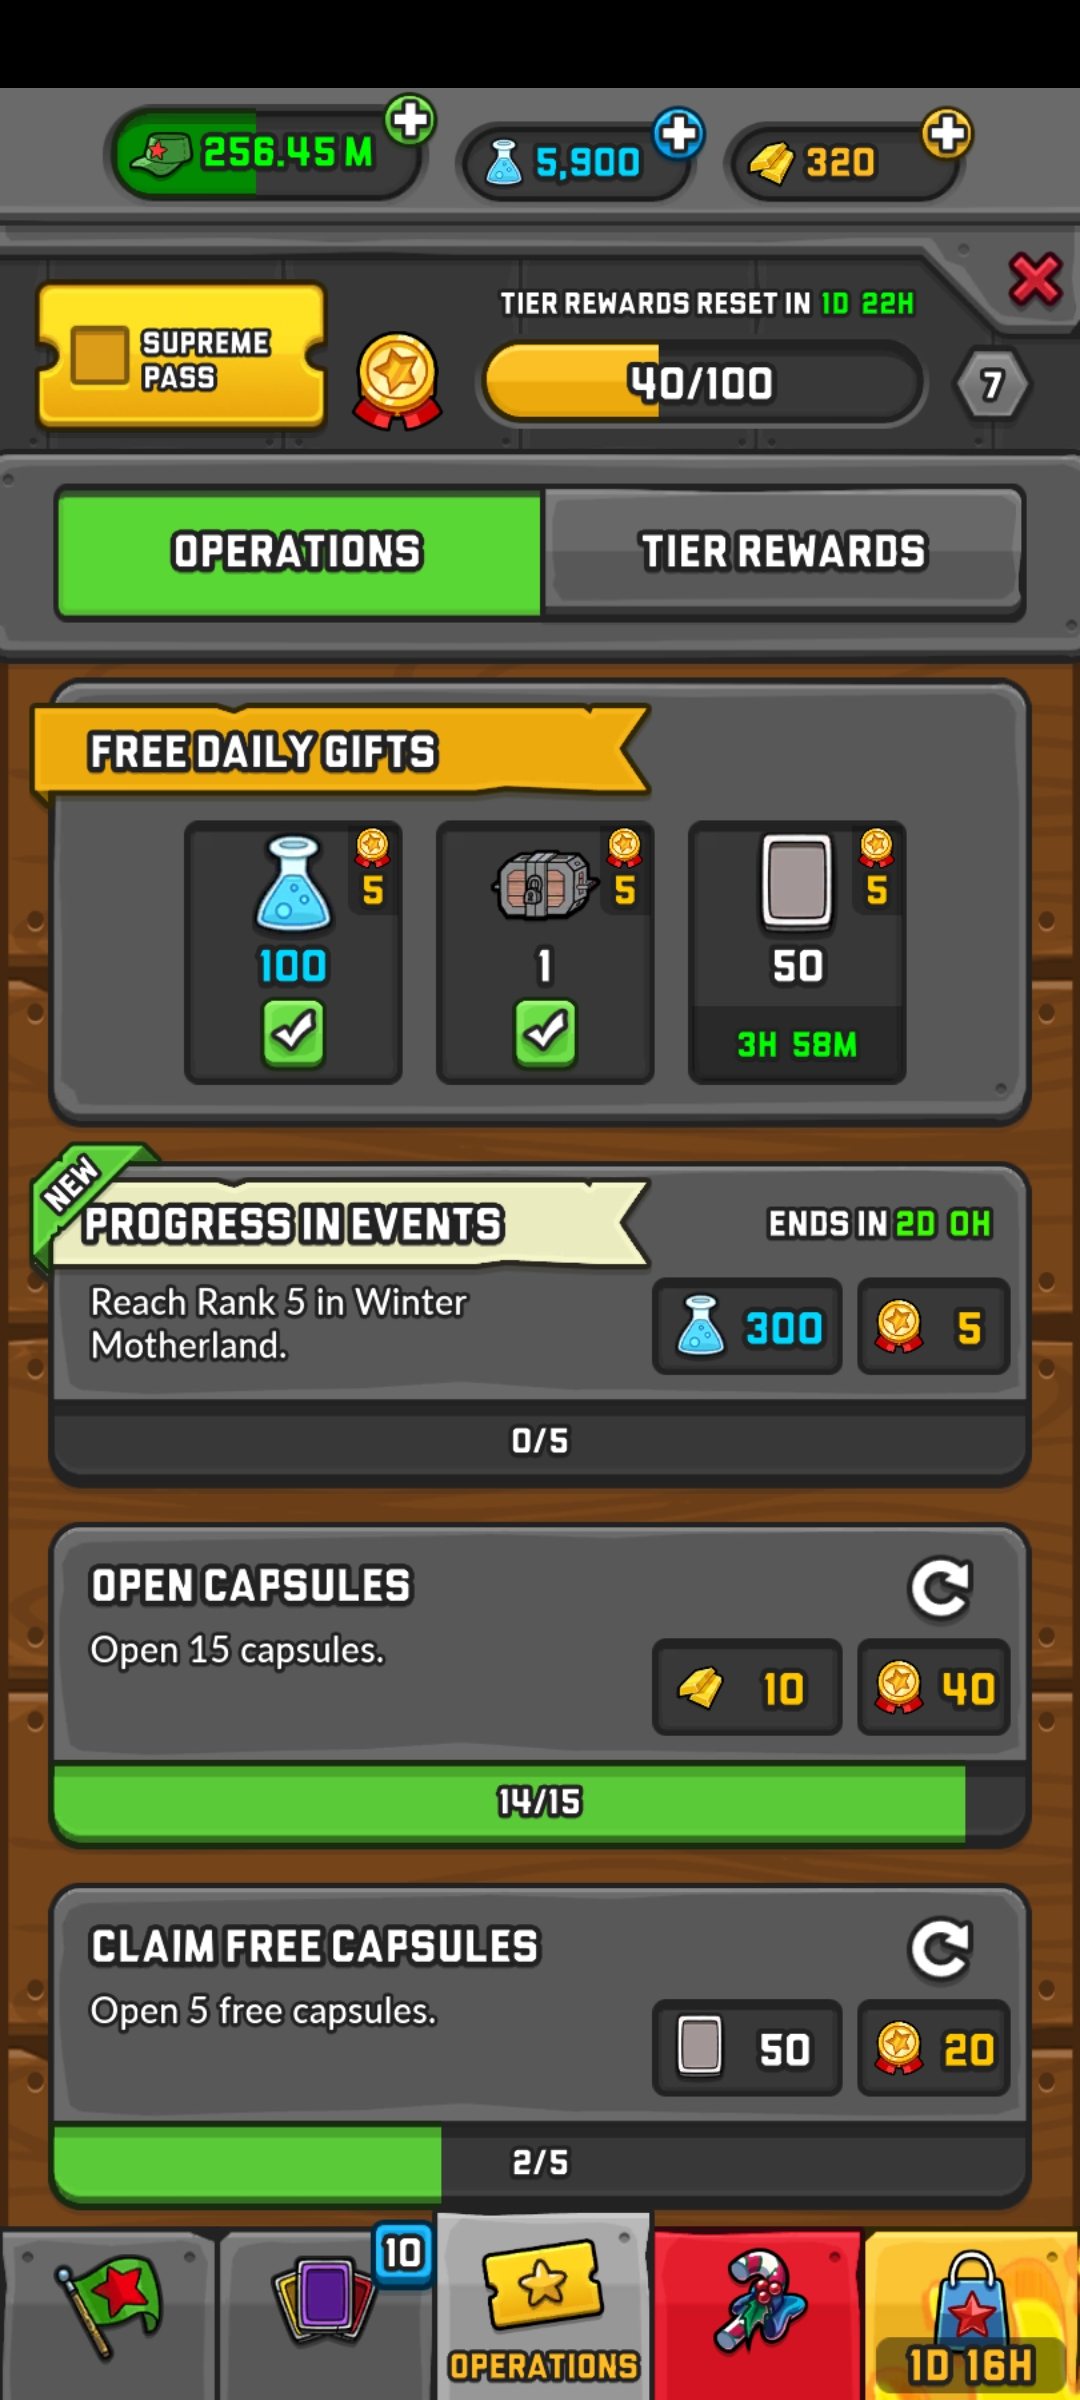 256.45M
5,900
320
SUPREME
PASS
TIER REWARDS RESET IN 1D 22H
40/100
7
OPERATIONS
TIER REWARDS
FREE DAILY GIFTS
5
100
5
1
5
50
3H 58M
NEW
PROGRESS IN EVENTS
ENDS IN 2D 0H
Reach Rank 5 in Winter
Motherland.
300
5
0/5
OPEN CAPSULES
Open 15 capsules.
10
40
14/15
CLAIM FREE CAPSULES
Open 5 free capsules.
50
20
2/5
10
OPERATIONS
1D 16H